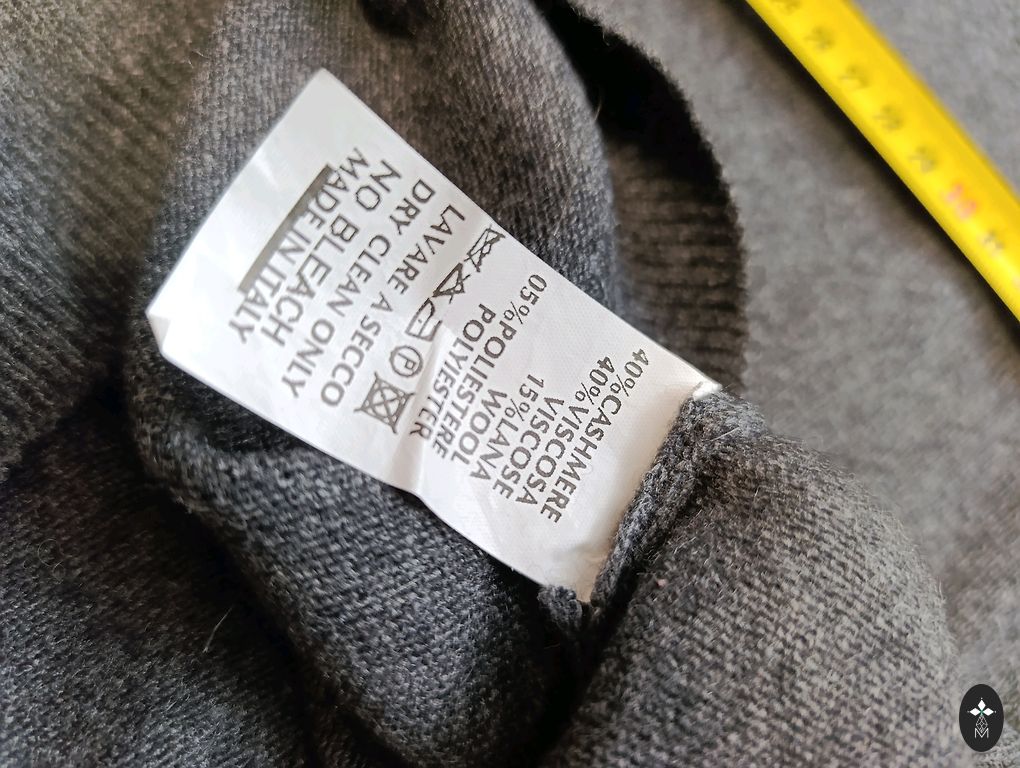 40%CASHMERE
40%VISCOSA
VISCOSE
15%LANA
WOOL
05%POLIESTERE
POLYIESTER
P
LAVARE A SECCO
DRY CLEAN ONLY
NO BLEACH
MADE IN ITALY
M